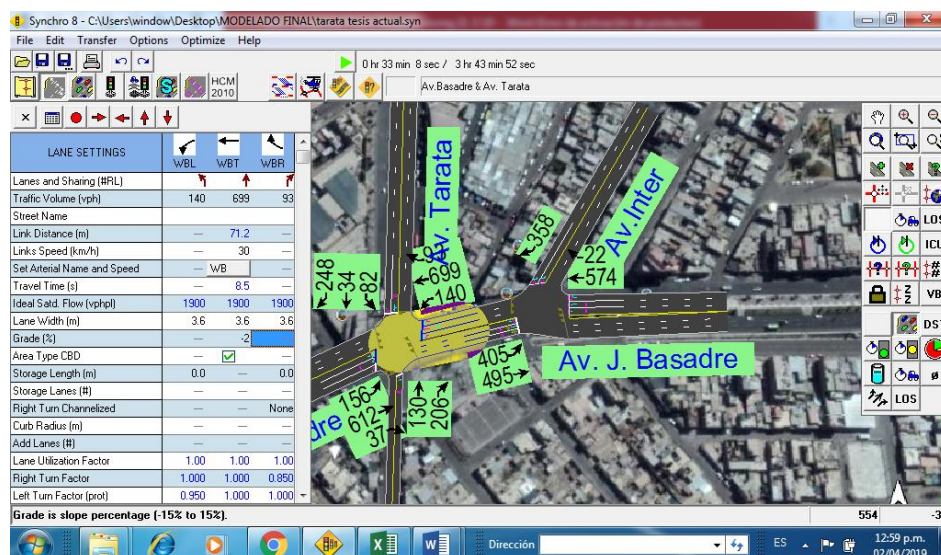 Synchro 8 - C:\Users\window\Desktop\MODELADO FINAL\tarata tesis actual.syn
File Edit Transfer Options Optimize Help
0 hr 33 min 8 sec / 3 hr 43 min 52 sec
HCM 2010
Av.Basadre & Av. Tarata
LANE SETTINGS WBL WBT WBR
Lanes and Sharing (#RL)
Traffic Volume (vph) 140 699 93
Street Name
Link Distance (m) — 71.2 —
Links Speed (km/h) — 30 —
Set Arterial Name and Speed — WB —
Travel Time (s) — 8.5 —
Ideal Satd. Flow (vphpl) 1900 1900 1900
Lane Width (m) 3.6 3.6 3.6
Grade (%) — -2
Area Type CBD — —
Storage Length (m) 0.0 — 0.0
Storage Lanes (#) — — —
Right Turn Channelized — — None
Curb Radius (m) — — —
Add Lanes (#) — — —
Lane Utilization Factor 1.00 1.00 1.00
Right Turn Factor 1.000 1.000 0.850
Left Turn Factor (prot) 0.950 1.000 1.000
Av. Tarata
Av.Inter
358
22
574
248
34
82
699
140
405
495
Av. J. Basadre
156
612
37
130
206
dre
LOS
ICU
VB
DS
LOS
Grade is slope percentage (-15% to 15%).
554
-3
Dirección
ES
12:59 p.m.
02/04/2019